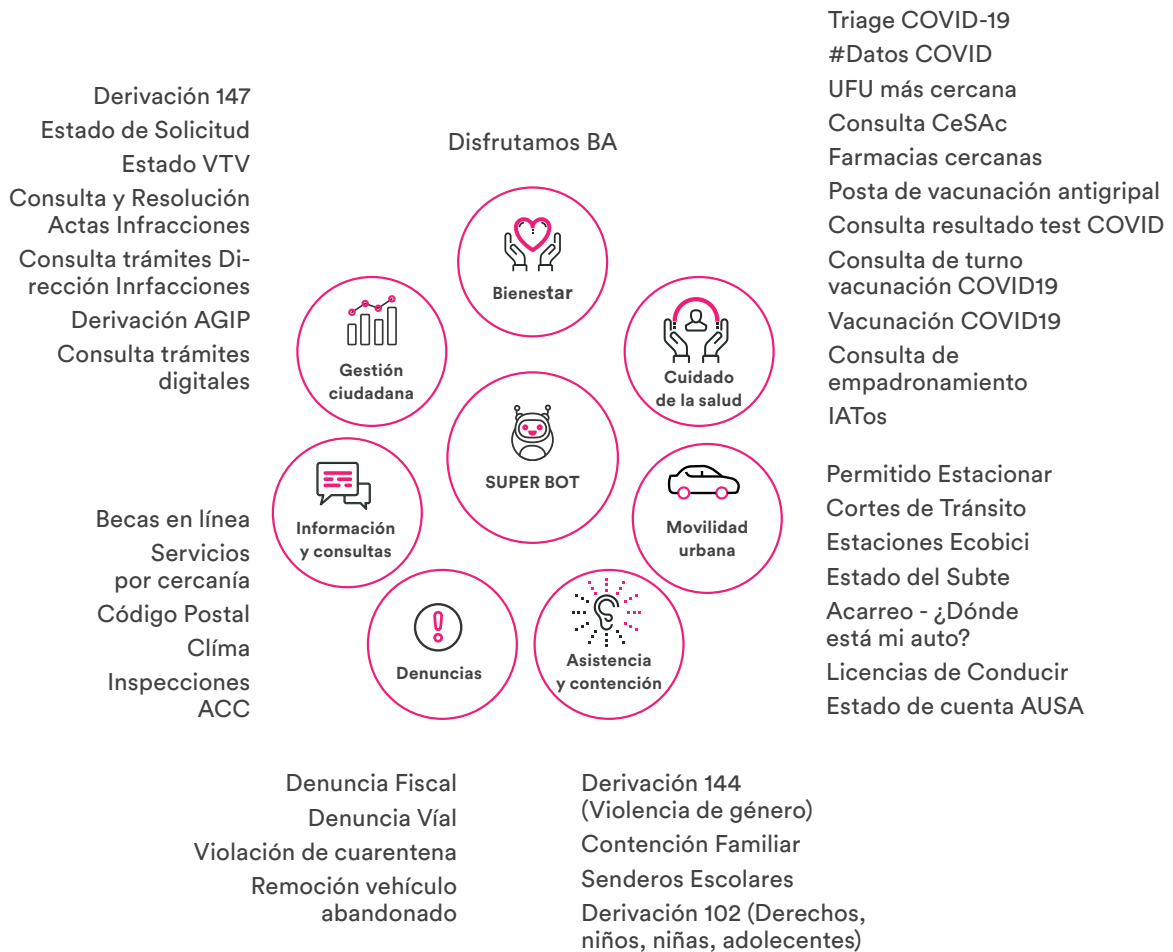 Triage COVID-19
#Datos COVID
UFU más cercana
Consulta CeSAc
Farmacias cercanas
Posta de vacunación antigripal
Consulta resultado test COVID
Consulta de turno
vacunación COVID19
Vacunación COVID19
Consulta de
empadronamiento
IATos
Derivación 147
Estado de Solicitud
Estado VTV
Consulta y Resolución
Actas Infracciones
Consulta trámites Di-
rección Inrfacciones
Derivación AGIP
Consulta trámites
digitales
Disfrutamos BA
Bienestar
Gestión
ciudadana
Cuidado
de la salud
SUPER BOT
Información
y consultas
Movilidad
urbana
Denuncias
Asistencia
y contención
Becas en línea
Servicios
por cercanía
Código Postal
Clíma
Inspecciones
ACC
Permitido Estacionar
Cortes de Tránsito
Estaciones Ecobici
Estado del Subte
Acarreo - ¿Dónde
está mi auto?
Licencias de Conducir
Estado de cuenta AUSA
Denuncia Fiscal
Denuncia Víal
Violación de cuarentena
Remoción vehículo
abandonado
Derivación 144
(Violencia de género)
Contención Familiar
Senderos Escolares
Derivación 102 (Derechos,
niños, niñas, adolecentes)